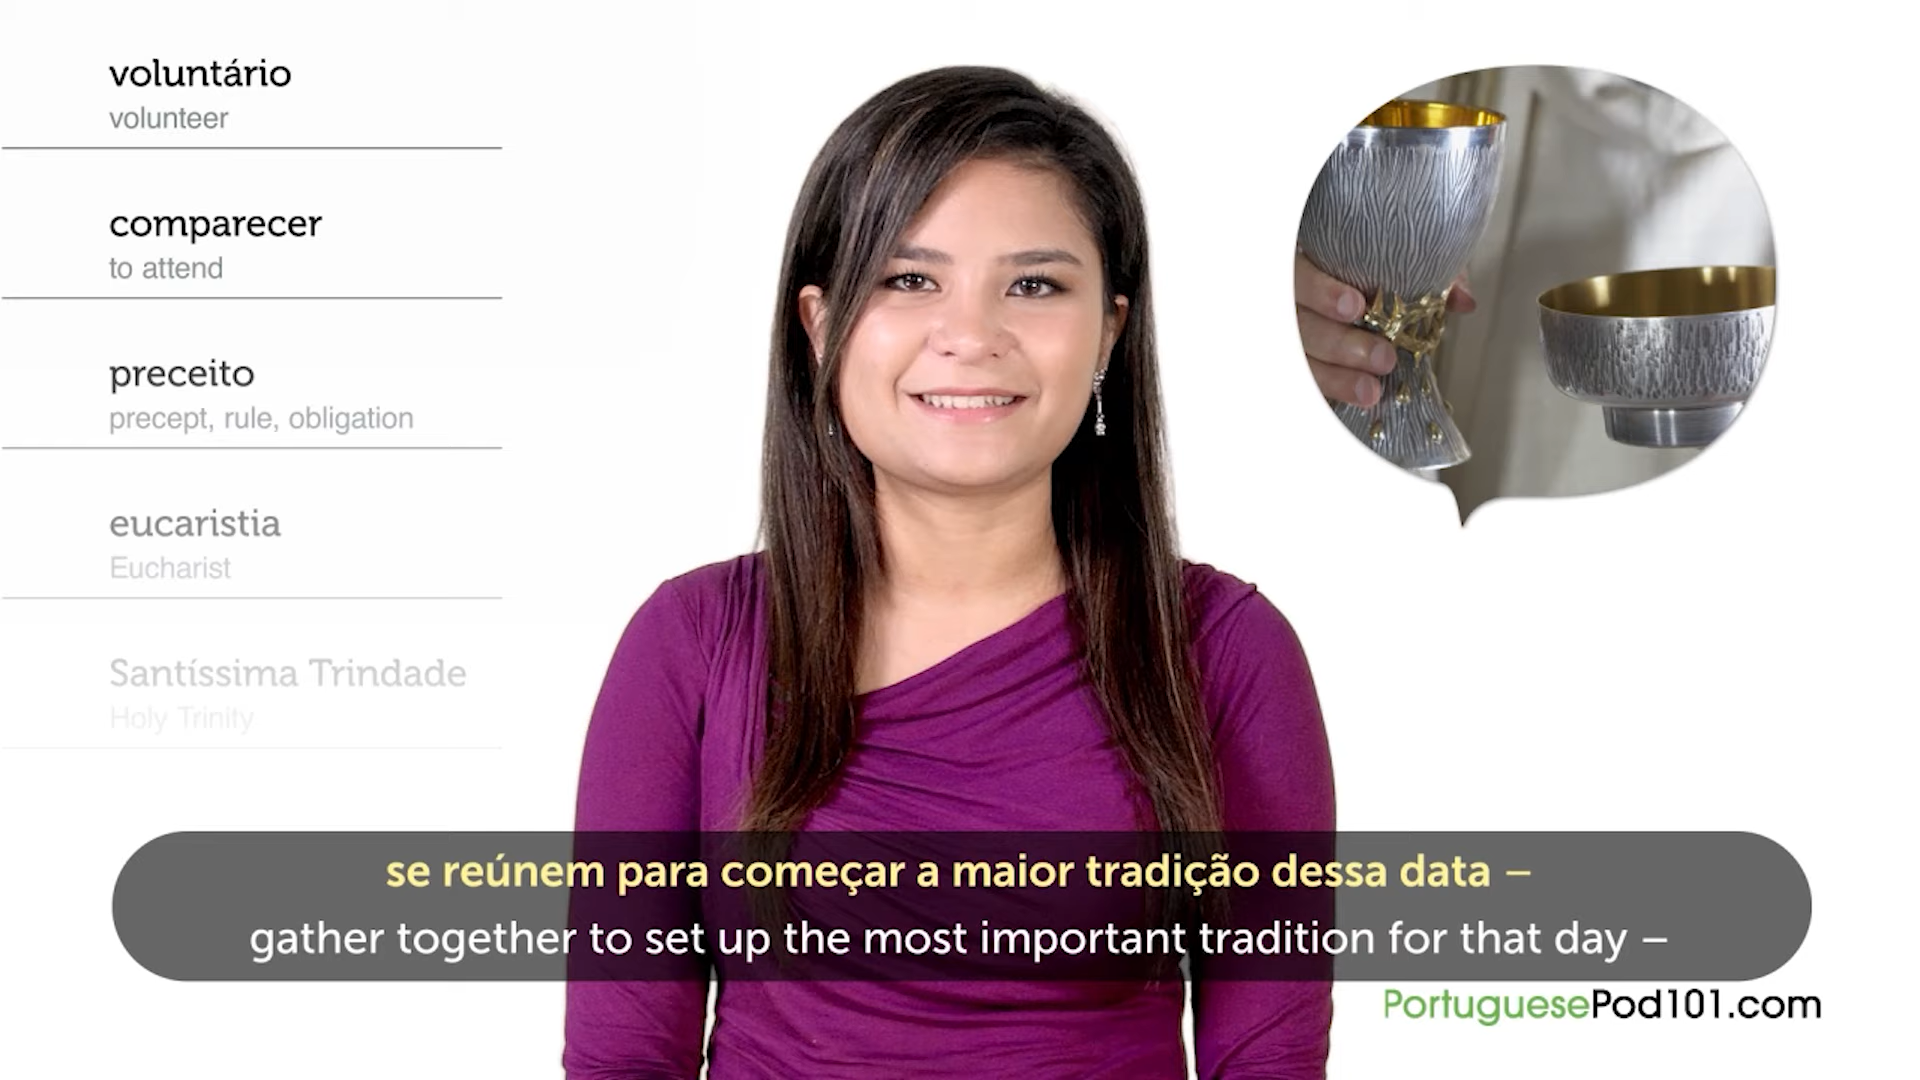 voluntário
volunteer
comparecer
to attend
preceito
precept, rule, obligation
eucaristia
Eucharist
Santíssima Trindade
Holy Trinity
se reúnem para começar a maior tradição dessa data –
gather together to set up the most important tradition for that day –
PortuguesePod101.com